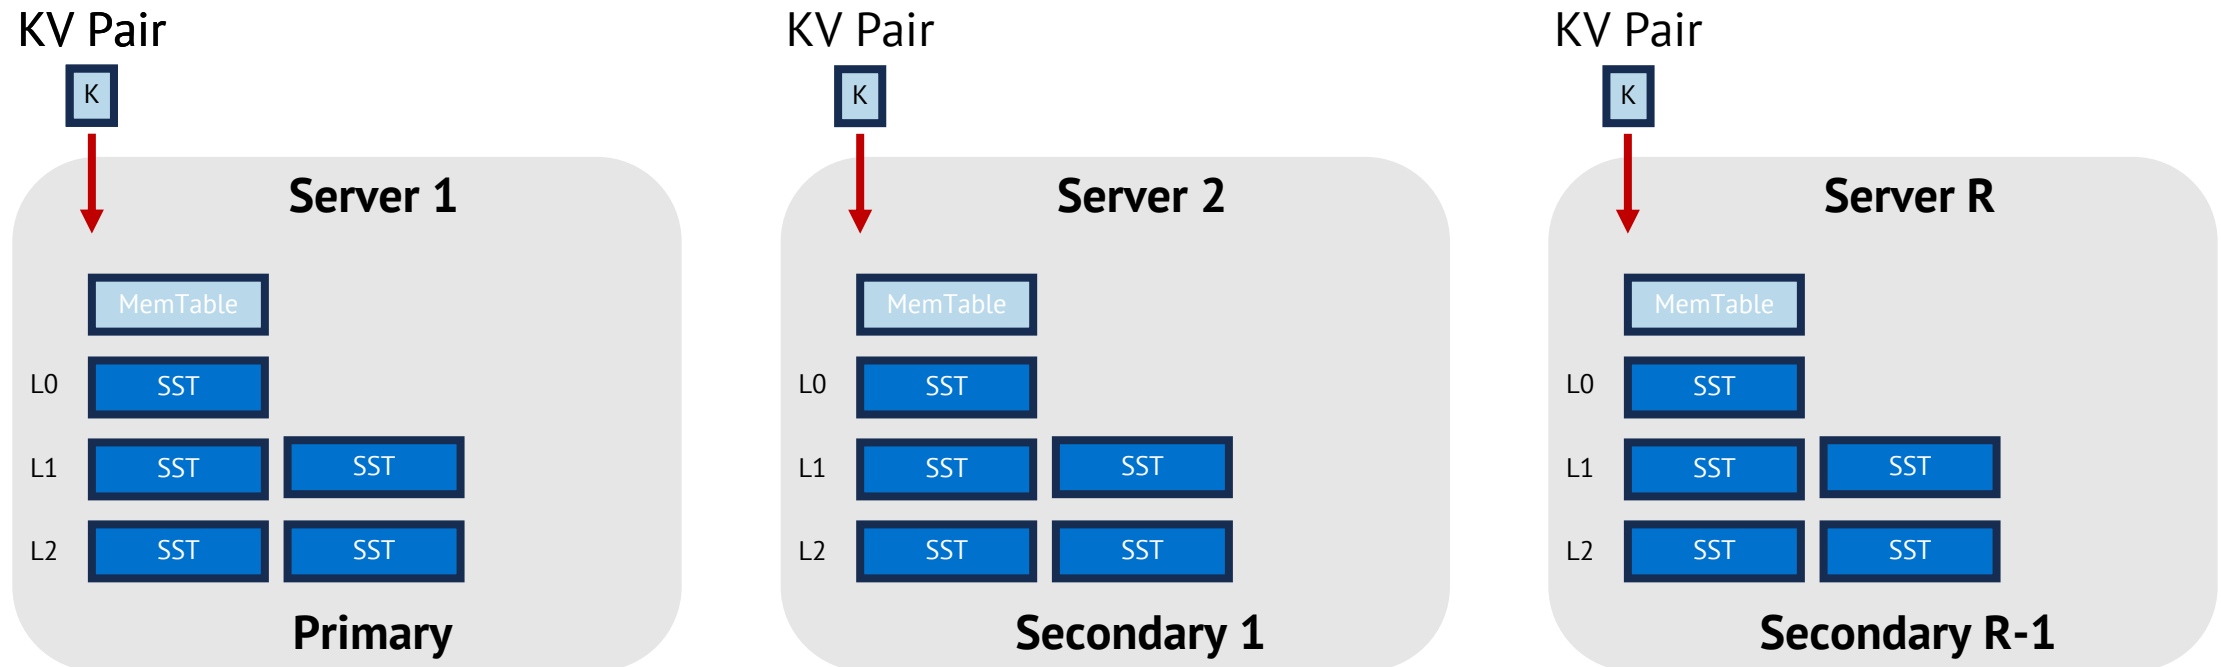 KV Pair
K
Server 1
MemTable
L0 SST
L1 SST SST
L2 SST SST
Primary
KV Pair
K
Server 2
MemTable
L0 SST
L1 SST SST
L2 SST SST
Secondary 1
KV Pair
K
Server R
MemTable
L0 SST
L1 SST SST
L2 SST SST
Secondary R-1